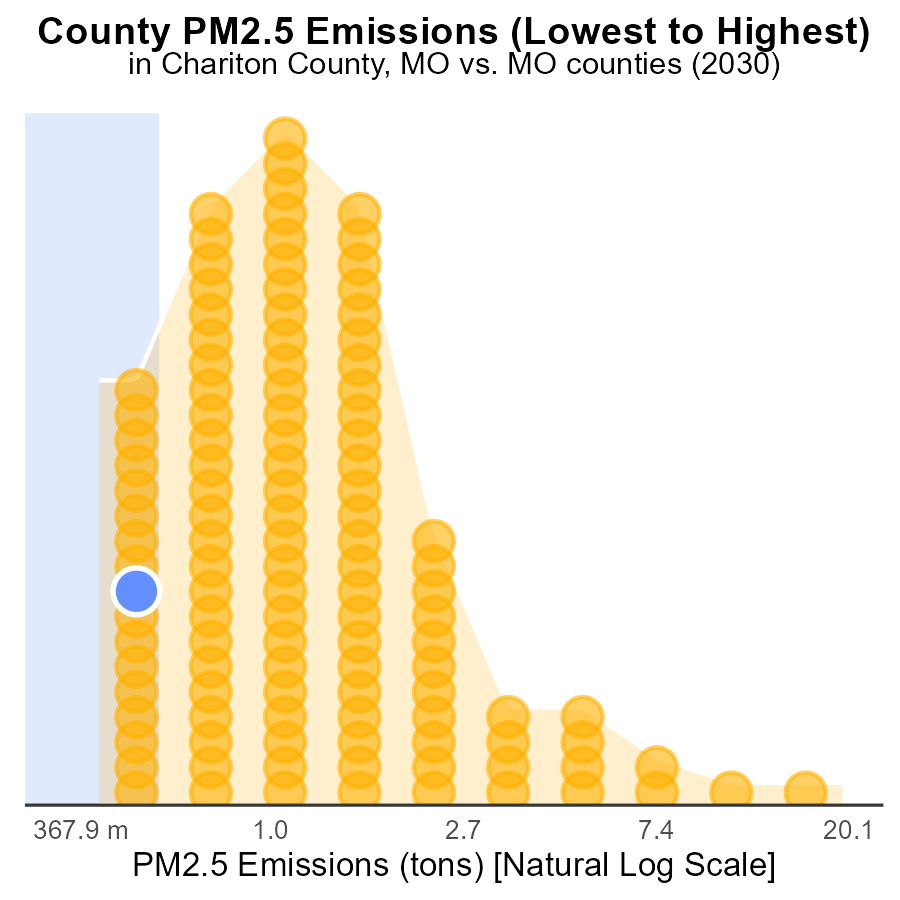 County PM2.5 Emissions (Lowest to Highest)
in Chariton County, MO vs. MO counties (2030)
367.9 m 1.0 2.7 7.4 20.1
PM2.5 Emissions (tons) [Natural Log Scale]